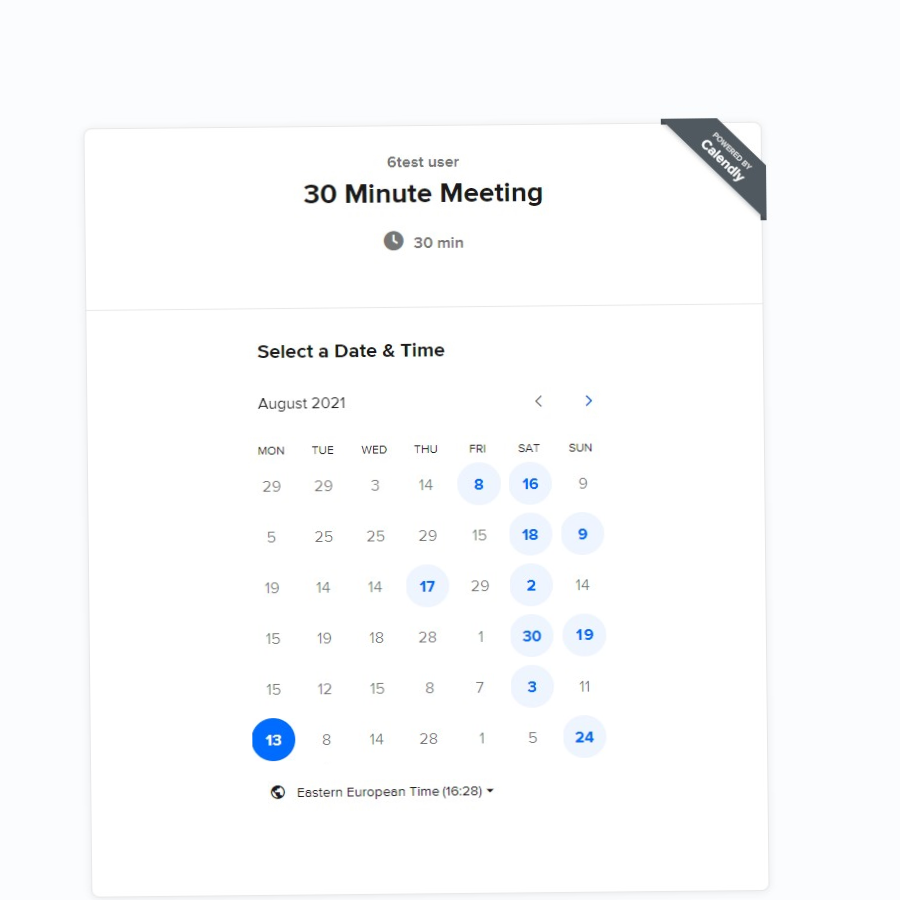 POWERED BY
Calendly
6test user
30 Minute Meeting
30 min
Select a Date & Time
August 2021
MON TUE WED THU FRI SAT SUN
29 29 3 14 8 16 9
5 25 25 29 15 18 9
19 14 14 17 29 2 14
15 19 18 28 1 30 19
15 12 15 8 7 3 11
13 8 14 28 1 5 24
Eastern European Time (16:28)